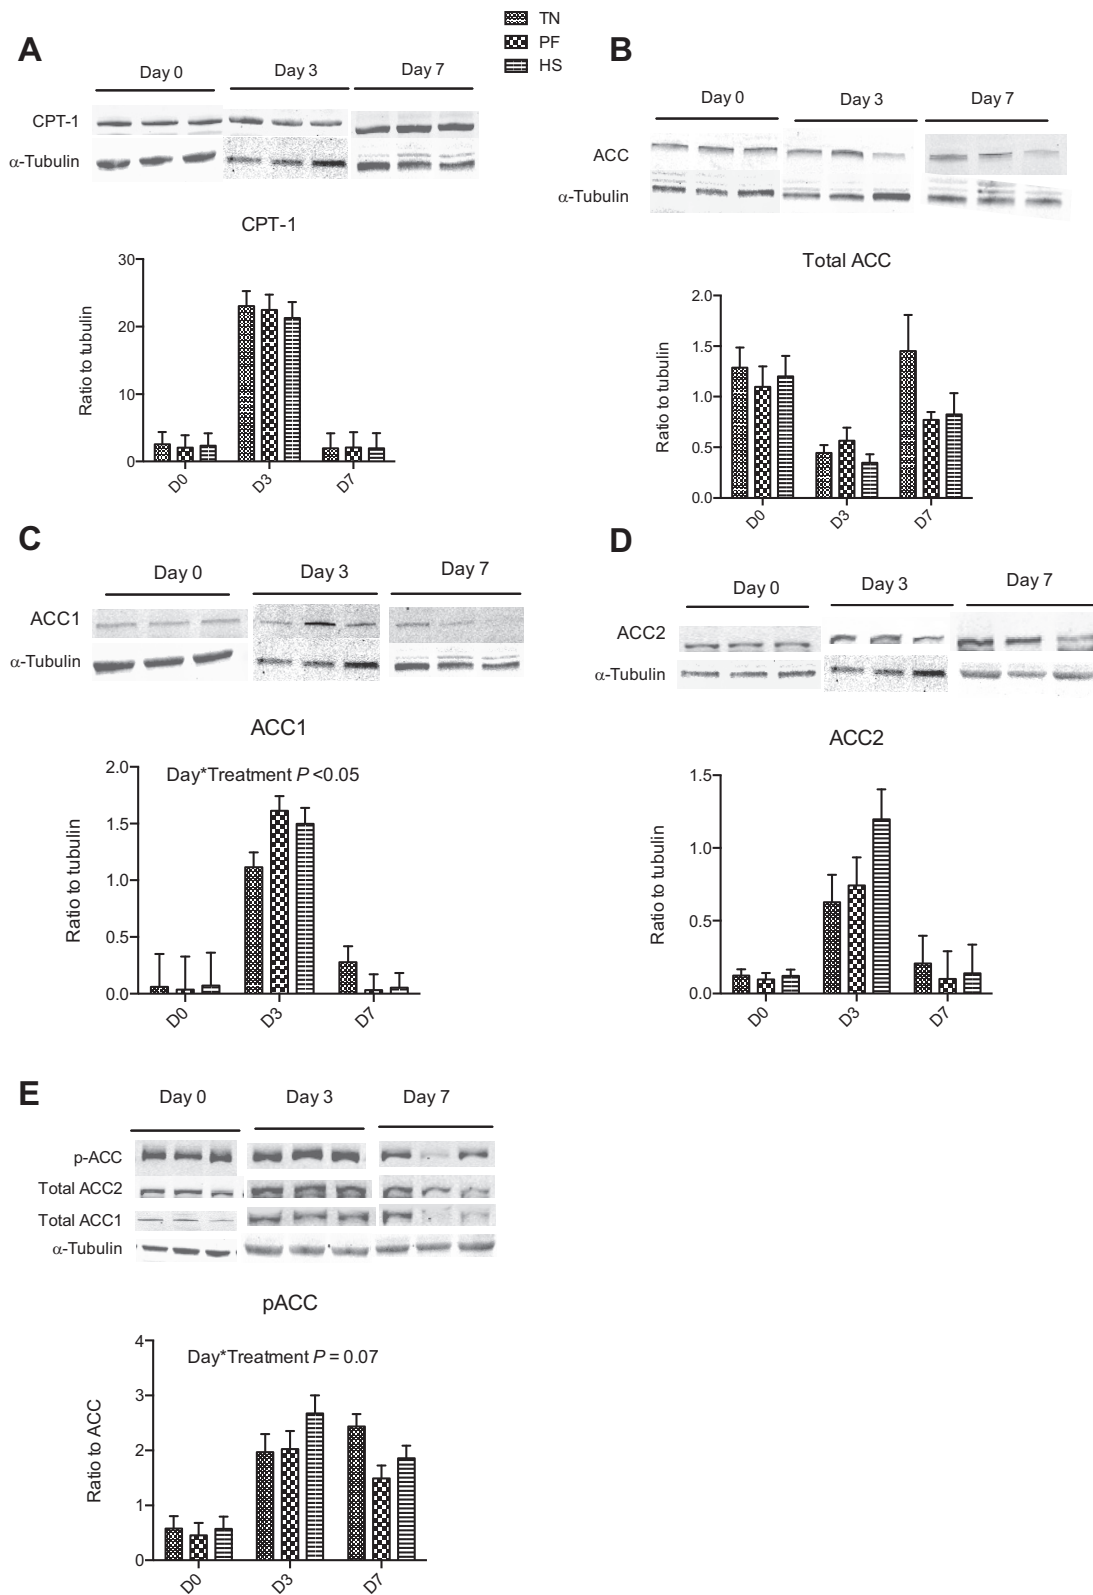 TN
PF
HS
A
Day 0
Day 3
Day 7
CPT-1
α-Tubulin
CPT-1
30
20
10
0
Ratio to tubulin
D0
D3
D7
B
Day 0
Day 3
Day 7
ACC
α-Tubulin
Total ACC
2.0
1.5
1.0
0.5
0.0
Ratio to tubulin
D0
D3
D7
C
Day 0
Day 3
Day 7
ACC1
α-Tubulin
ACC1
Day*Treatment P <0.05
2.0
1.5
1.0
0.5
0.0
Ratio to tubulin
D0
D3
D7
D
Day 0
Day 3
Day 7
ACC2
α-Tubulin
ACC2
1.5
1.0
0.5
0.0
Ratio to tubulin
D0
D3
D7
E
Day 0
Day 3
Day 7
p-ACC
Total ACC2
Total ACC1
α-Tubulin
pACC
Day*Treatment P = 0.07
4
3
2
1
0
Ratio to ACC
D0
D3
D7